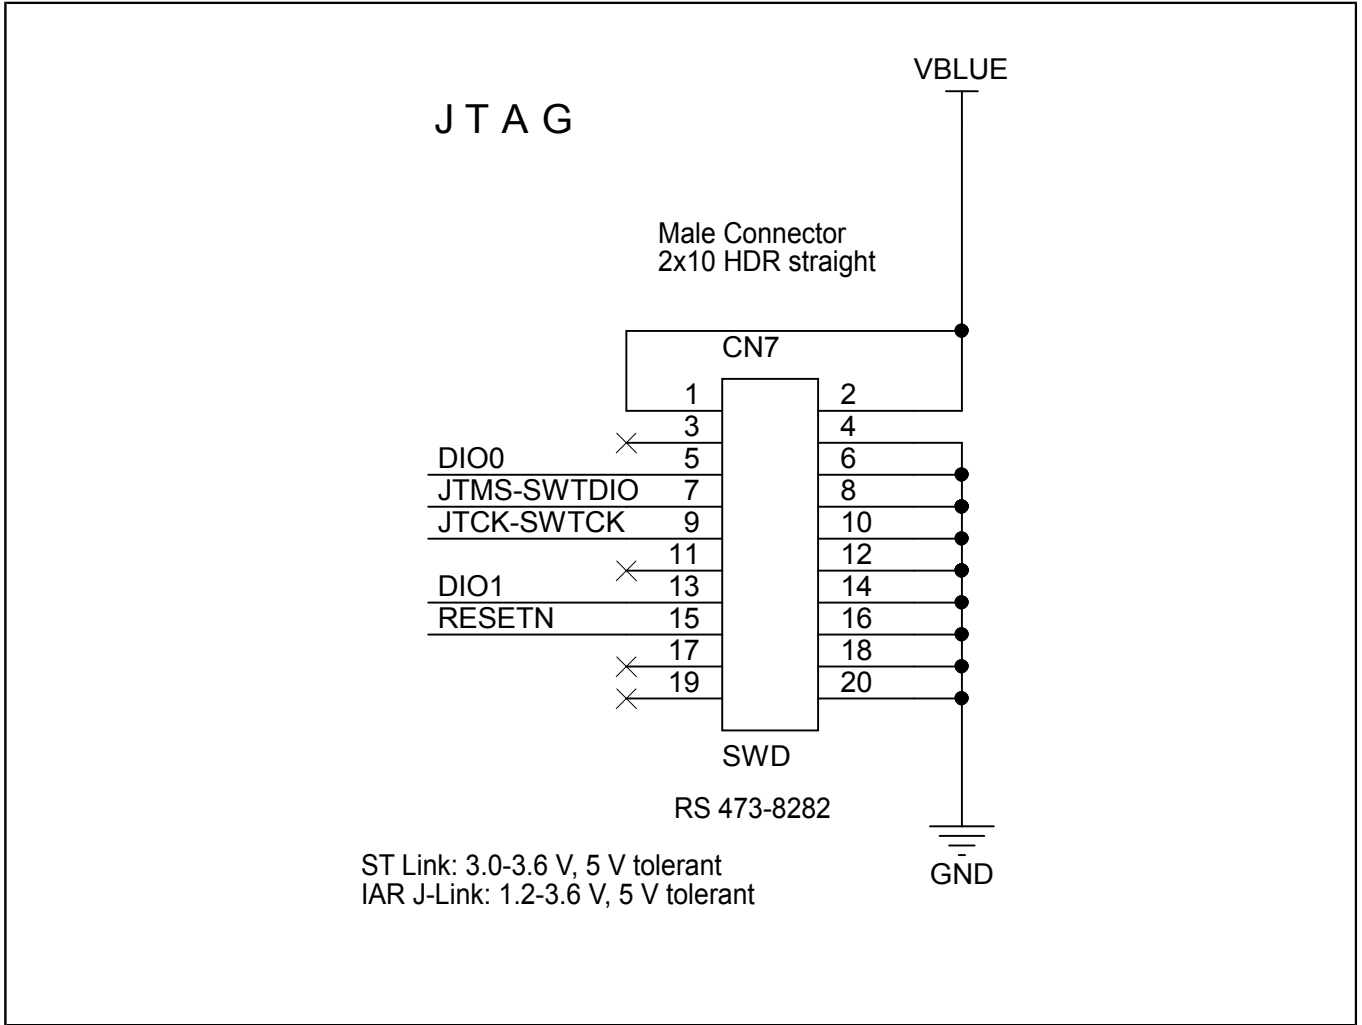 VBLUE
J T A G
Male Connector
2x10 HDR straight
CN7
1 2
3 4
DIO0 5 6
JTMS-SWTDIO 7 8
JTCK-SWTCK 9 10
11 12
DIO1 13 14
RESETN 15 16
17 18
19 20
SWD
RS 473-8282
ST Link: 3.0-3.6 V, 5 V tolerant
GND
IAR J-Link: 1.2-3.6 V, 5 V tolerant